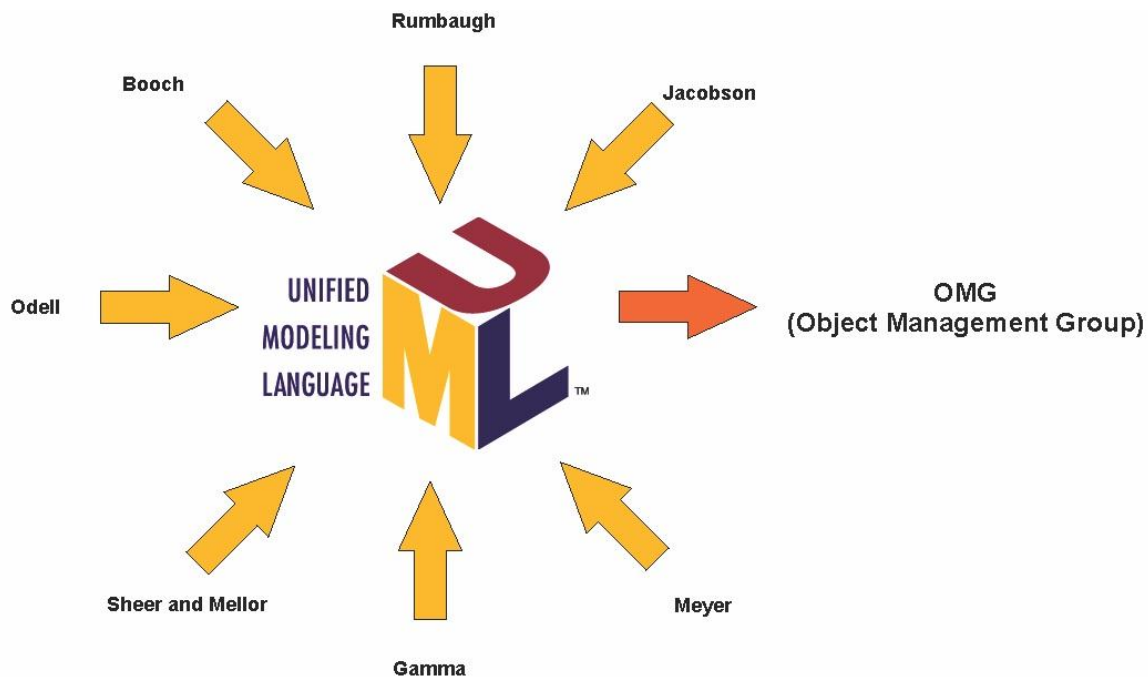 Rumbaugh
Booch
Jacobson
UNIFIED
MODELING
LANGUAGE
UML
TM
Odell
OMG
(Object Management Group)
Sheer and Mellor
Meyer
Gamma